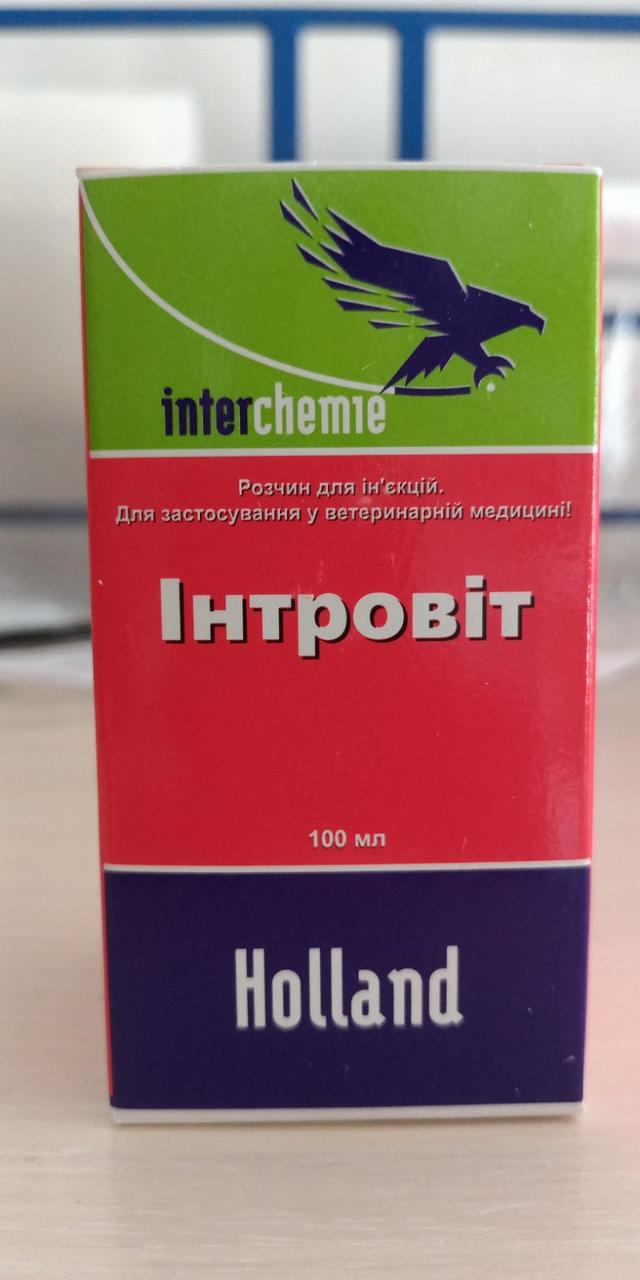 interchemie
Розчин для ін'єкцій.
Для застосування у ветеринарній медицині!
Інтровіт
100 мл
Holland